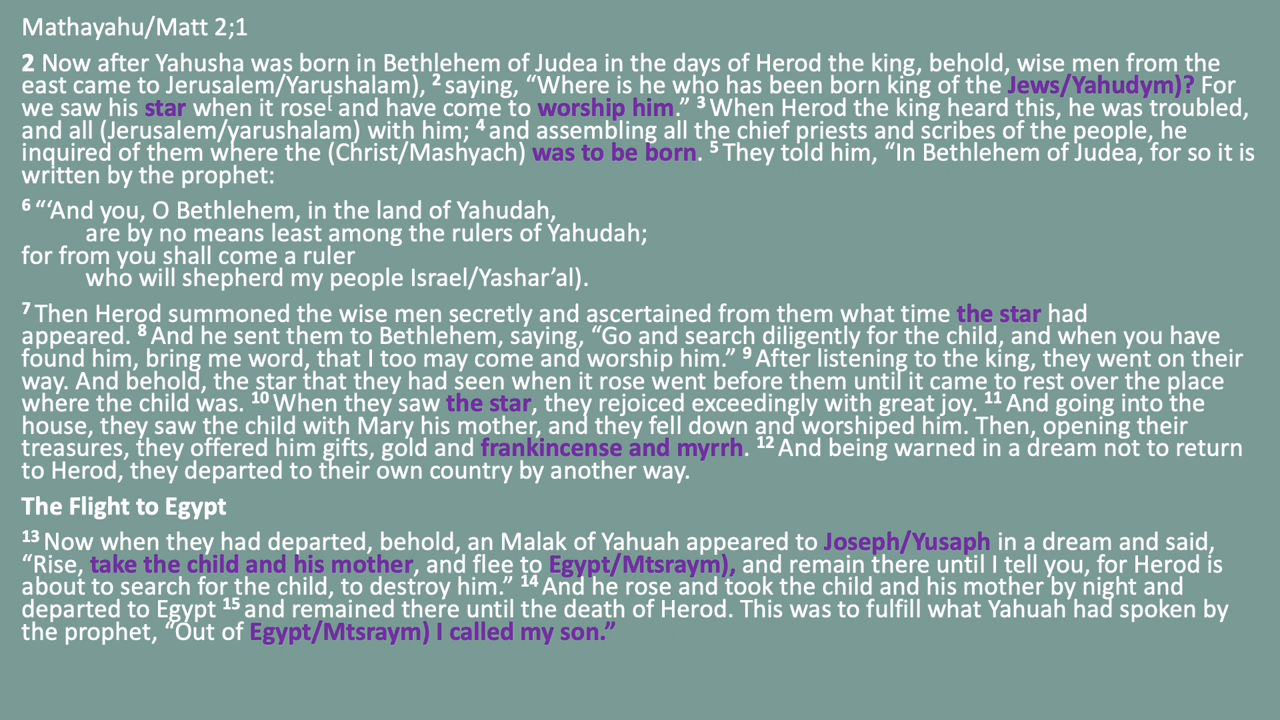 Mathayahu/Matt 2;1
2 Now after Yahusha was born in Bethlehem of Judea in the days of Herod the king, behold, wise men from the
east came to Jerusalem/Yarushalam), 2 saying, “Where is he who has been born king of the Jews/Yahudym)? For
we saw his star when it rose[ and have come to worship him.” 3 When Herod the king heard this, he was troubled,
and all (Jerusalem/yarushalam) with him; 4 and assembling all the chief priests and scribes of the people, he
inquired of them where the (Christ/Mashyach) was to be born. 5 They told him, “In Bethlehem of Judea, for so it is
written by the prophet:
6 “‘And you, O Bethlehem, in the land of Yahudah,
are by no means least among the rulers of Yahudah;
for from you shall come a ruler
who will shepherd my people Israel/Yashar’al).
7 Then Herod summoned the wise men secretly and ascertained from them what time the star had
appeared. 8 And he sent them to Bethlehem, saying, “Go and search diligently for the child, and when you have
found him, bring me word, that I too may come and worship him.” 9 After listening to the king, they went on their
way. And behold, the star that they had seen when it rose went before them until it came to rest over the place
where the child was. 10 When they saw the star, they rejoiced exceedingly with great joy. 11 And going into the
house, they saw the child with Mary his mother, and they fell down and worshiped him. Then, opening their
treasures, they offered him gifts, gold and frankincense and myrrh. 12 And being warned in a dream not to return
to Herod, they departed to their own country by another way.
The Flight to Egypt
13 Now when they had departed, behold, an Malak of Yahuah appeared to Joseph/Yusaph in a dream and said,
“Rise, take the child and his mother, and flee to Egypt/Mtsraym), and remain there until I tell you, for Herod is
about to search for the child, to destroy him.” 14 And he rose and took the child and his mother by night and
departed to Egypt 15 and remained there until the death of Herod. This was to fulfill what Yahuah had spoken by
the prophet, “Out of Egypt/Mtsraym) I called my son.”